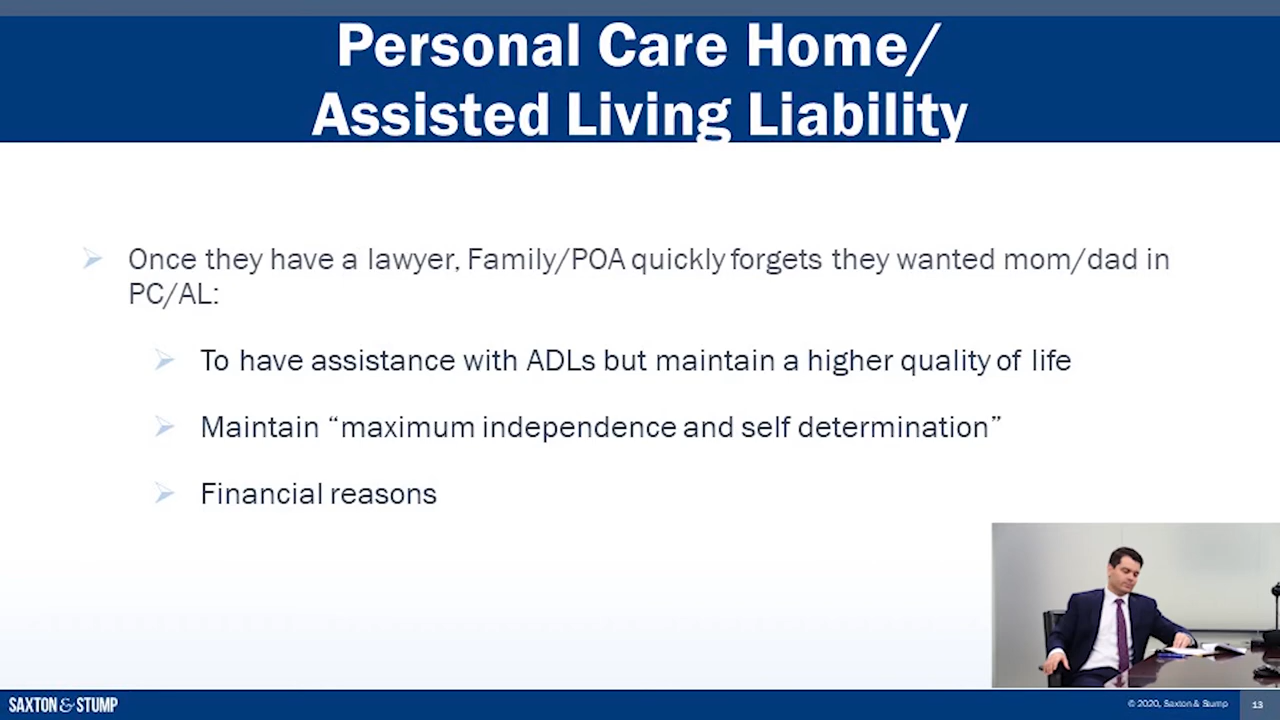 Personal Care Home/
Assisted Living Liability
Once they have a lawyer, Family/POA quickly forgets they wanted mom/dad in
PC/AL:
To have assistance with ADLs but maintain a higher quality of life
Maintain “maximum independence and self determination”
Financial reasons
SAXTON & STUMP
© 2020, Saxton & Stump
13